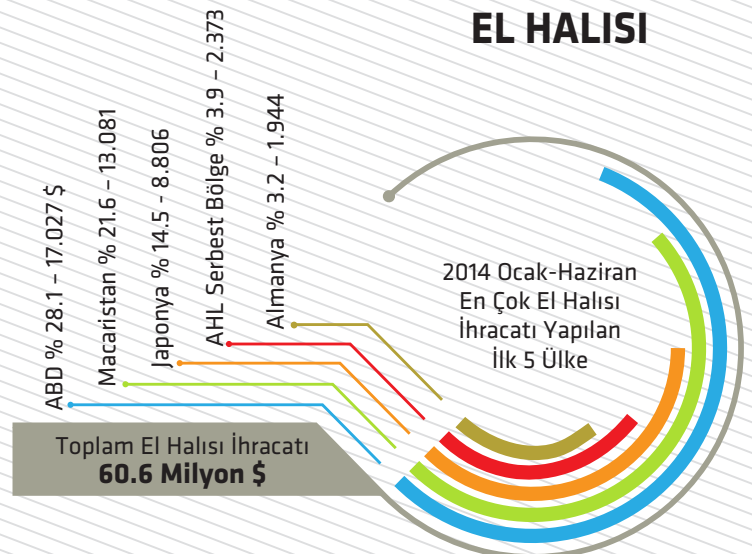 EL HALISI
ABD % 28.1 – 17.027 $
Macaristan % 21.6 – 13.081
Japonya % 14.5 - 8.806
AHL Serbest Bölge % 3.9 – 2.373
Almanya % 3.2 – 1.944
2014 Ocak-Haziran
En Çok El Halısı
İhracatı Yapılan
İlk 5 Ülke
Toplam El Halısı İhracatı
60.6 Milyon $